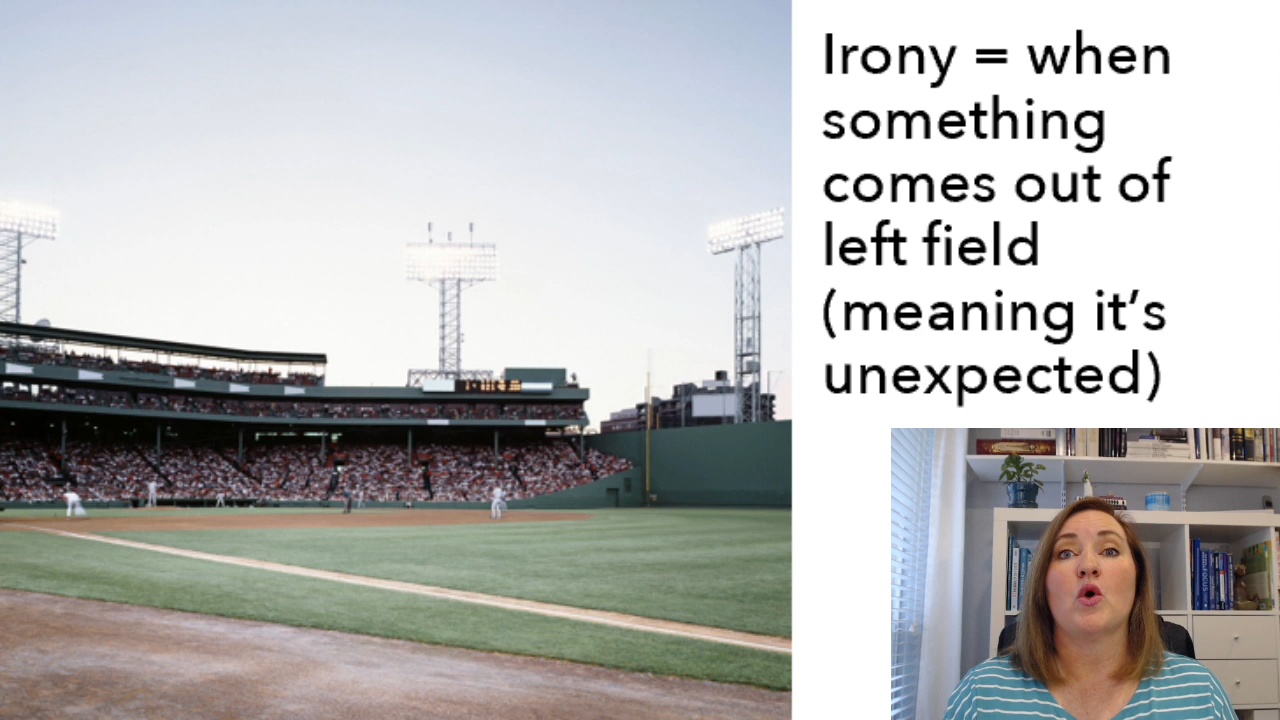 Irony = when
something
comes out of
left field
(meaning it’s
unexpected)